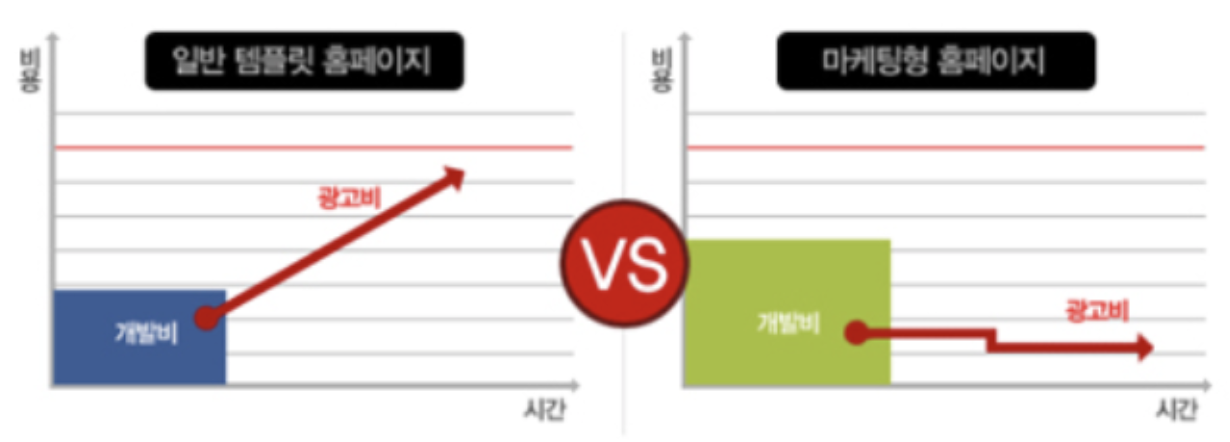 일반 템플릿 홈페이지
비용
광고비
개발비
시간
VS
마케팅형 홈페이지
비용
광고비
개발비
시간